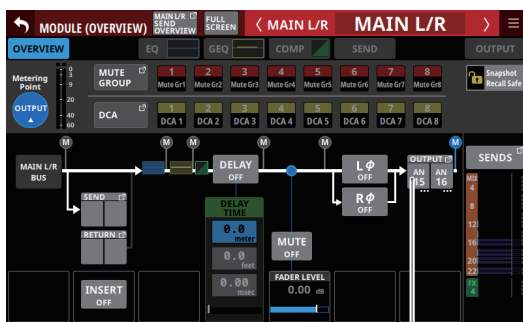 MODULE (OVERVIEW)
MAIN L/R
SEND
OVERVIEW
FULL
SCREEN
MAIN L/R
MAIN L/R
OVERVIEW
EQ
GEQ
COMP
SEND
OUTPUT
Metering
Point
OUTPUT
0
3
9
20
40
60
MUTE
GROUP
1
Mute Gr1
2
Mute Gr2
3
Mute Gr3
4
Mute Gr4
5
Mute Gr5
6
Mute Gr6
7
Mute Gr7
8
Mute Gr8
Snapshot
Recall Safe
DCA
1
DCA 1
2
DCA 2
3
DCA 3
4
DCA 4
5
DCA 5
6
DCA 6
7
DCA 7
8
DCA 8
M
M
M
M
M
MAIN L/R
BUS
DELAY
OFF
L Φ
OFF
R Φ
OFF
OUTPUT
AN
15
AN
16
SENDS
SEND
RETURN
INSERT
OFF
DELAY
TIME
0.0
meter
0.0
feet
0.00
msec
MUTE
OFF
FADER LEVEL
0.00 dB
MIX
4
8
12
16
20
22
FX
4